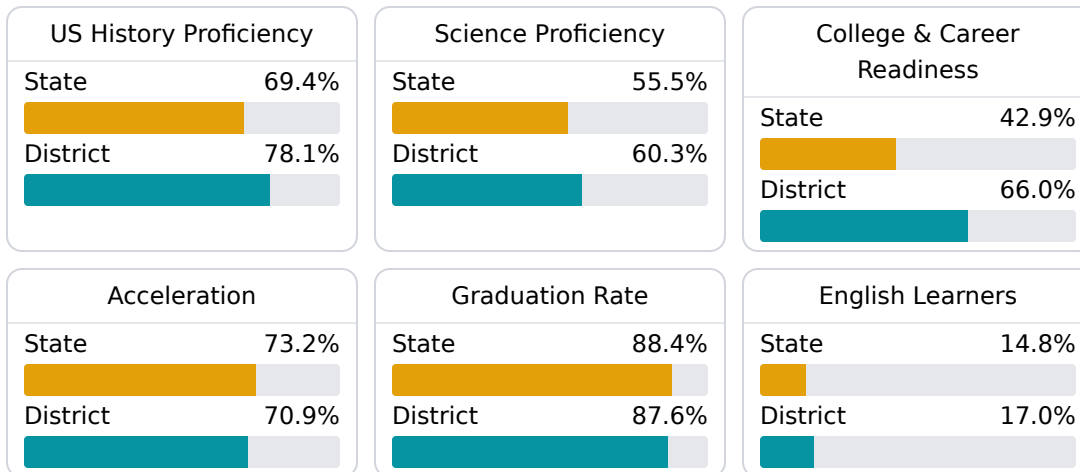 US History Proficiency
State 69.4%
District 78.1%
Science Proficiency
State 55.5%
District 60.3%
College & Career
Readiness
State 42.9%
District 66.0%
Acceleration
State 73.2%
District 70.9%
Graduation Rate
State 88.4%
District 87.6%
English Learners
State 14.8%
District 17.0%